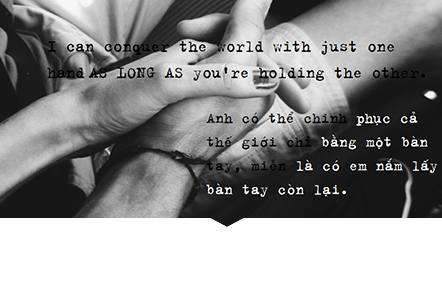 I can conquer the world with just one
hand AS LONG AS you're holding the other.
Anh có thể chinh phục cả
thế giới chỉ bằng một bàn
tay, miễn là có em nắm lấy
bàn tay còn lại.